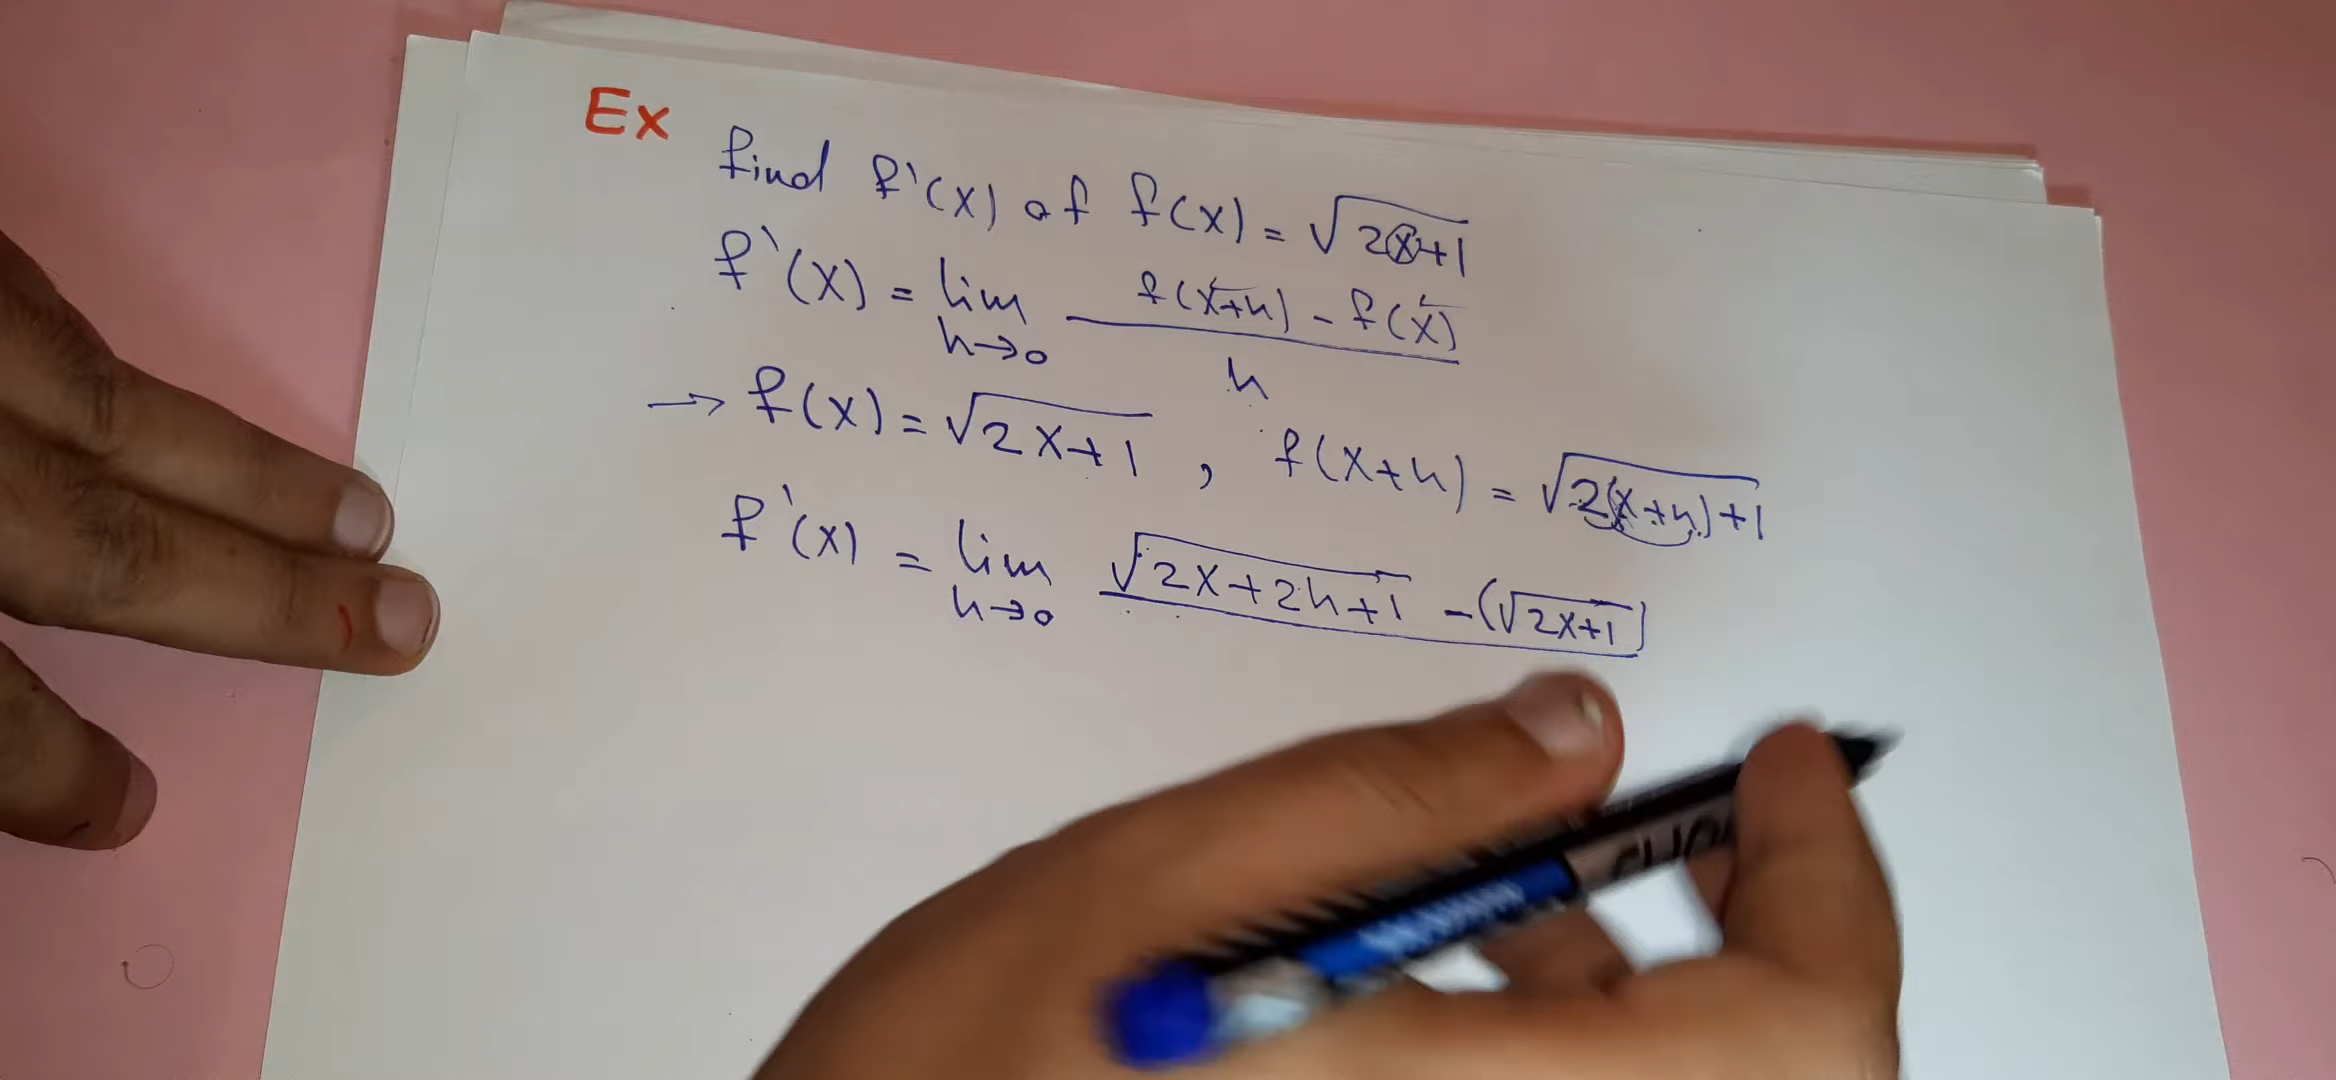 Ex
find f'(x) of f(x) = √2x+1
f'(x) = lim h→0 f(x+h) - f(x) / h
→ f(x) = √2x+1 , f(x+h) = √2(x+h)+1
f'(x) = lim h→0 √2x+2h+1 - (√2x+1)